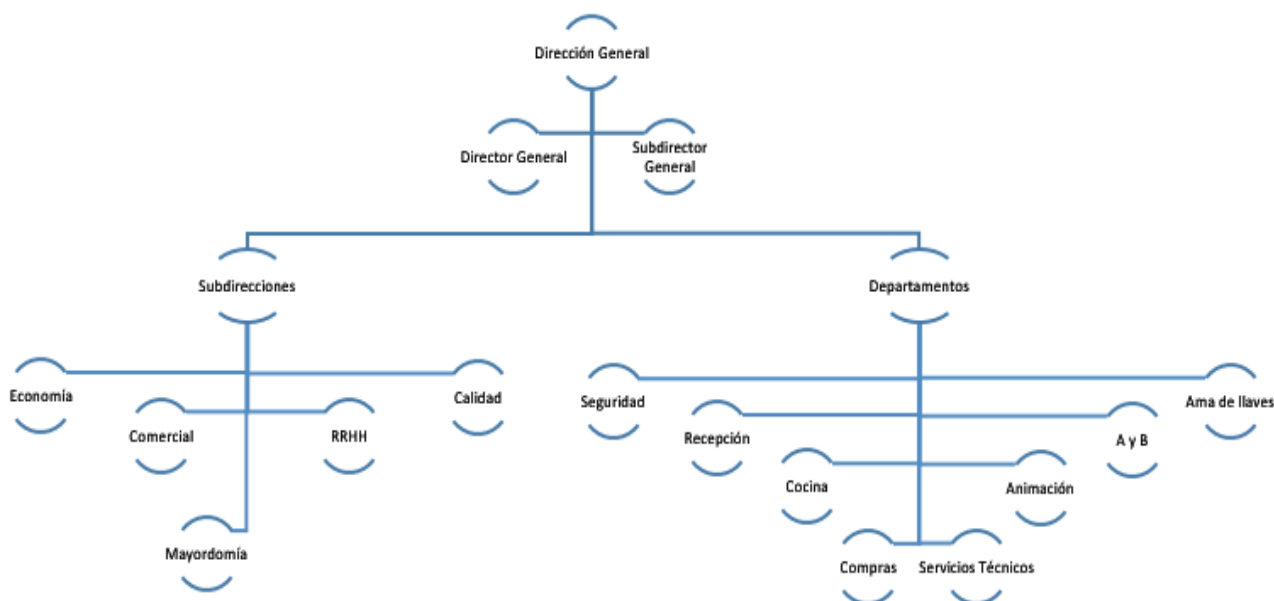 Dirección General
Director General
Subdirector
General
Subdirecciones
Departamentos
Economía
Comercial
RRHH
Calidad
Mayordomía
Seguridad
Recepción
Cocina
Compras
Servicios Técnicos
Animación
A y B
Ama de llaves